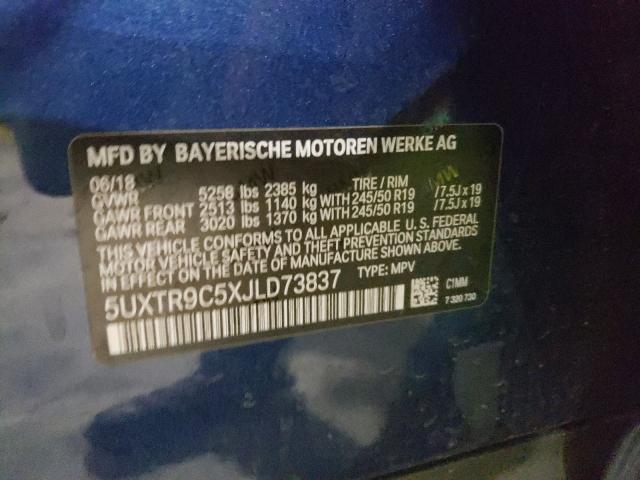 MFD BY BAYERISCHE MOTOREN WERKE AG
06/18
GVWR 5258 lbs 2385 kg TIRE / RIM
GAWR FRONT 2513 lbs 1140 kg WITH 245/50 R19 /7.5J x 19
GAWR REAR 3020 lbs 1370 kg WITH 245/50 R19 /7.5J x 19
THIS VEHICLE CONFORMS TO ALL APPLICABLE U. S. FEDERAL
MOTOR VEHICLE SAFETY AND THEFT PREVENTION STANDARDS
IN EFFECT ON THE DATE OF MANUFACTURE SHOWN ABOVE.
5UXTR9C5XJLD73837 TYPE: MPV
C1MM
7 320 730